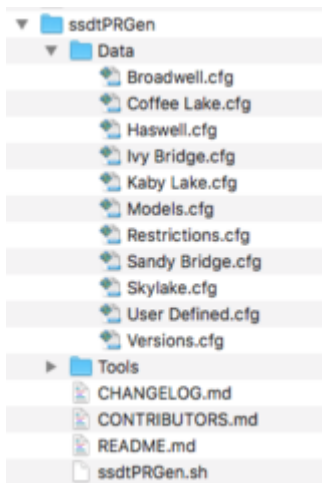 ssdtPRGen
Data
Broadwell.cfg
Coffee Lake.cfg
Haswell.cfg
Ivy Bridge.cfg
Kaby Lake.cfg
Models.cfg
Restrictions.cfg
Sandy Bridge.cfg
Skylake.cfg
User Defined.cfg
Versions.cfg
Tools
CHANGELOG.md
CONTRIBUTORS.md
README.md
ssdtPRGen.sh